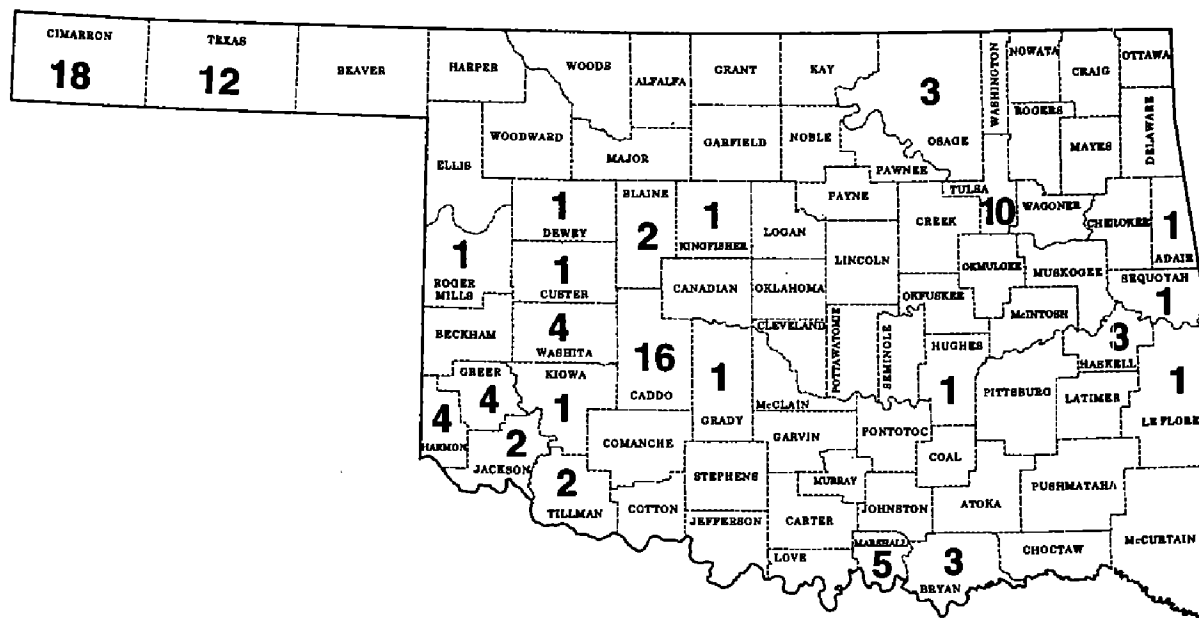 CIMARRON
18
TEXAS
12
BEAVER
HARPER
WOODS
ALFALFA
GRANT
KAY
3
OSAGE
WASHINGTON
NOWATA
CRAIG
OTTAWA
ELLIS
WOODWARD
MAJOR
GARFIELD
NOBLE
PAWNEE
ROGERS
MAYES
DELAWARE
1
DEWEY
BLAINE
2
1
KINGFISHER
LOGAN
PAYNE
CREEK
TULSA
10
WAGONER
CHEROKEE
1
ADAIR
1
ROGER
MILLS
1
CUSTER
CANADIAN
OKLAHOMA
LINCOLN
OKMULGEE
MUSKOGEE
SEQUOYAH
1
BECKHAM
4
WASHITA
16
CADDO
CLEVELAND
POTTAWATOMIE
SEMINOLE
OKFUSKEE
McINTOSH
3
HASKELL
GREER
4
KIOWA
1
1
GRADY
McCLAIN
HUGHES
1
PITTSBURG
LATIMER
1
LE FLORE
4
HARMON
2
JACKSON
COMANCHE
GARVIN
PONTOTOC
COAL
2
TILLMAN
COTTON
STEPHENS
MURRAY
JOHNSTON
ATOKA
PUSHMATAHA
JEFFERSON
CARTER
LOVE
MARSHALL
5
3
BRYAN
CHOCTAW
McCURTAIN